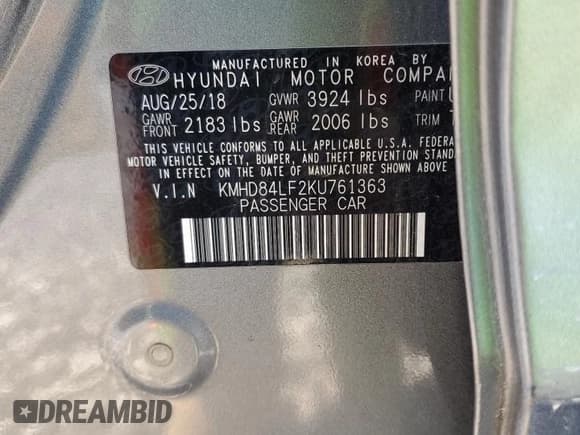 MANUFACTURED IN KOREA BY
HYUNDAI MOTOR COMPA
AUG/25/18 GVWR 3924 lbs PAINT
GAWR FRONT 2183 lbs GAWR REAR 2006 lbs TRIM
THIS VEHICLE CONFORMS TO ALL APPLICABLE U.S.A. FEDERA
MOTOR VEHICLE SAFETY, BUMPER, AND THEFT PREVENTION STANDA
IN EFFECT ON THE DATE OF MANUFACTURE SHOWN ABOVE
V.I.N KMHD84LF2KU761363
PASSENGER CAR
DREAMBID